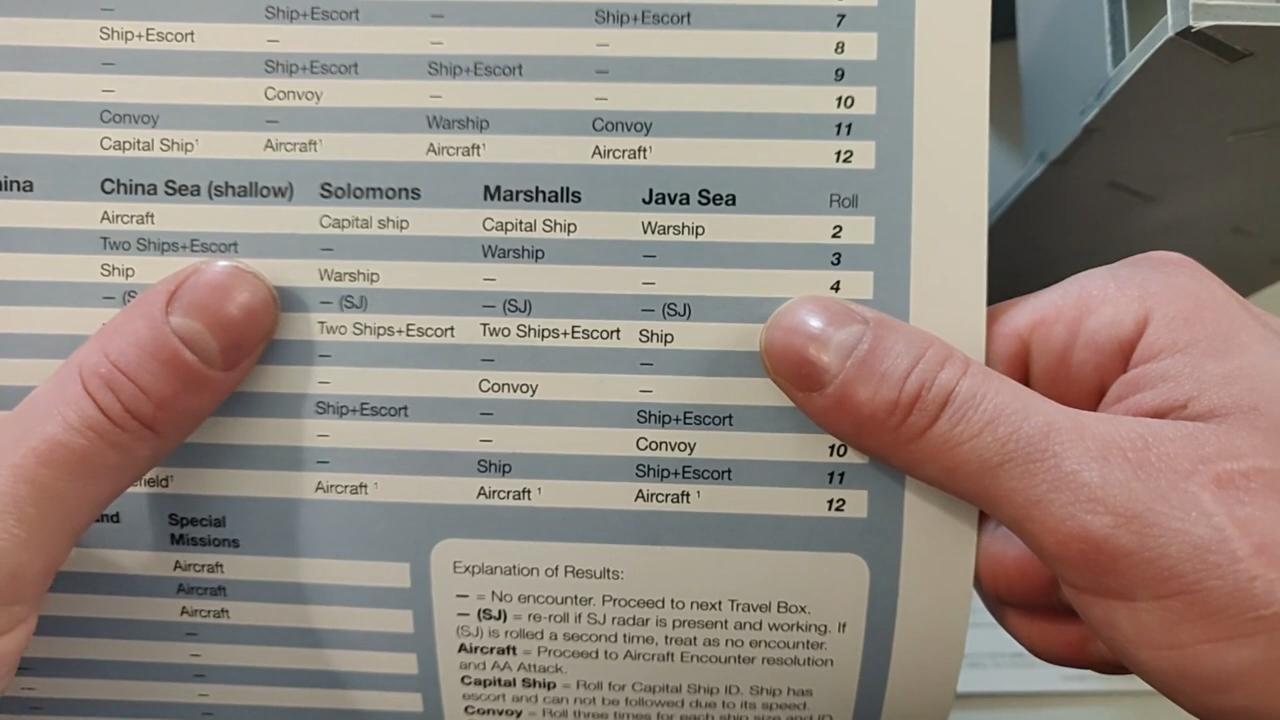 — Ship+Escort — Ship+Escort 7
Ship+Escort — — — 8
— Ship+Escort Ship+Escort — 9
— Convoy — — 10
Convoy — Warship Convoy 11
Capital Ship¹ Aircraft¹ Aircraft¹ Aircraft¹ 12
China Sea (shallow) Solomons Marshalls Java Sea Roll
Aircraft Capital ship Capital Ship Warship 2
Two Ships+Escort — Warship — 3
Ship Warship — — 4
— (S — (SJ) — (SJ) — (SJ)
Two Ships+Escort Two Ships+Escort Ship
— — —
— Convoy —
Ship+Escort — Ship+Escort
— — Convoy 10
— Ship Ship+Escort 11
Aircraft ¹ Aircraft ¹ Aircraft ¹ 12
Special
Missions
Aircraft
Aircraft
Aircraft
—
—
— —
— —
— —
Explanation of Results:
— = No encounter. Proceed to next Travel Box.
— (SJ) = re-roll if SJ radar is present and working. If
(SJ) is rolled a second time, treat as no encounter.
Aircraft = Proceed to Aircraft Encounter resolution
and AA Attack.
Capital Ship = Roll for Capital Ship ID. Ship has
escort and can not be followed due to its speed.
Convoy = Roll three times for each ship size and ID